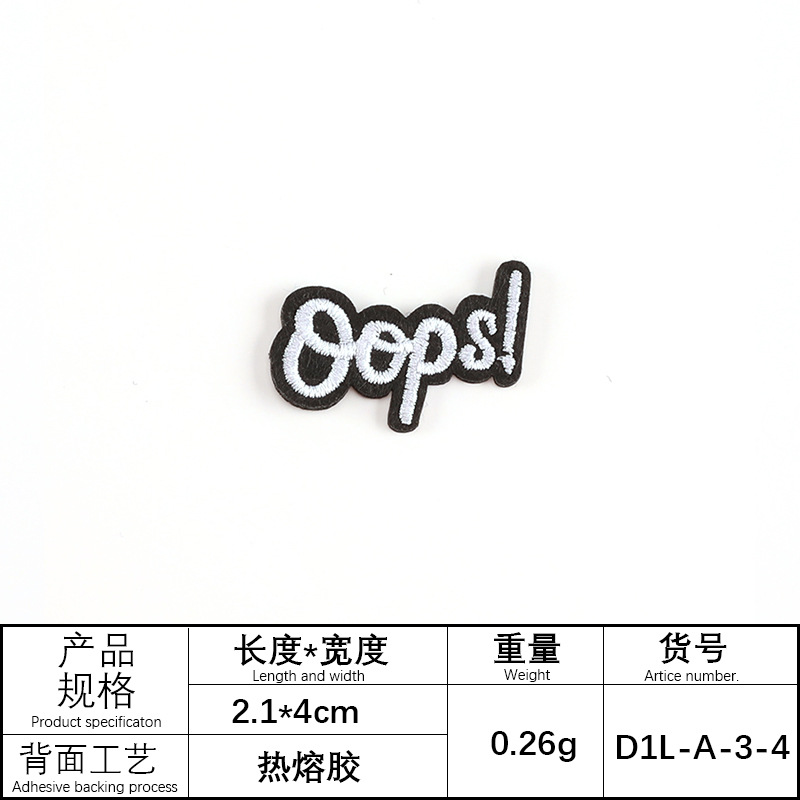 Oops!
产品
规格
Product specificaton
长度*宽度
Length and width
重量
Weight
货号
Artice number.
2.1*4cm
0.26g
D1L-A-3-4
背面工艺
Adhesive backing process
热熔胶